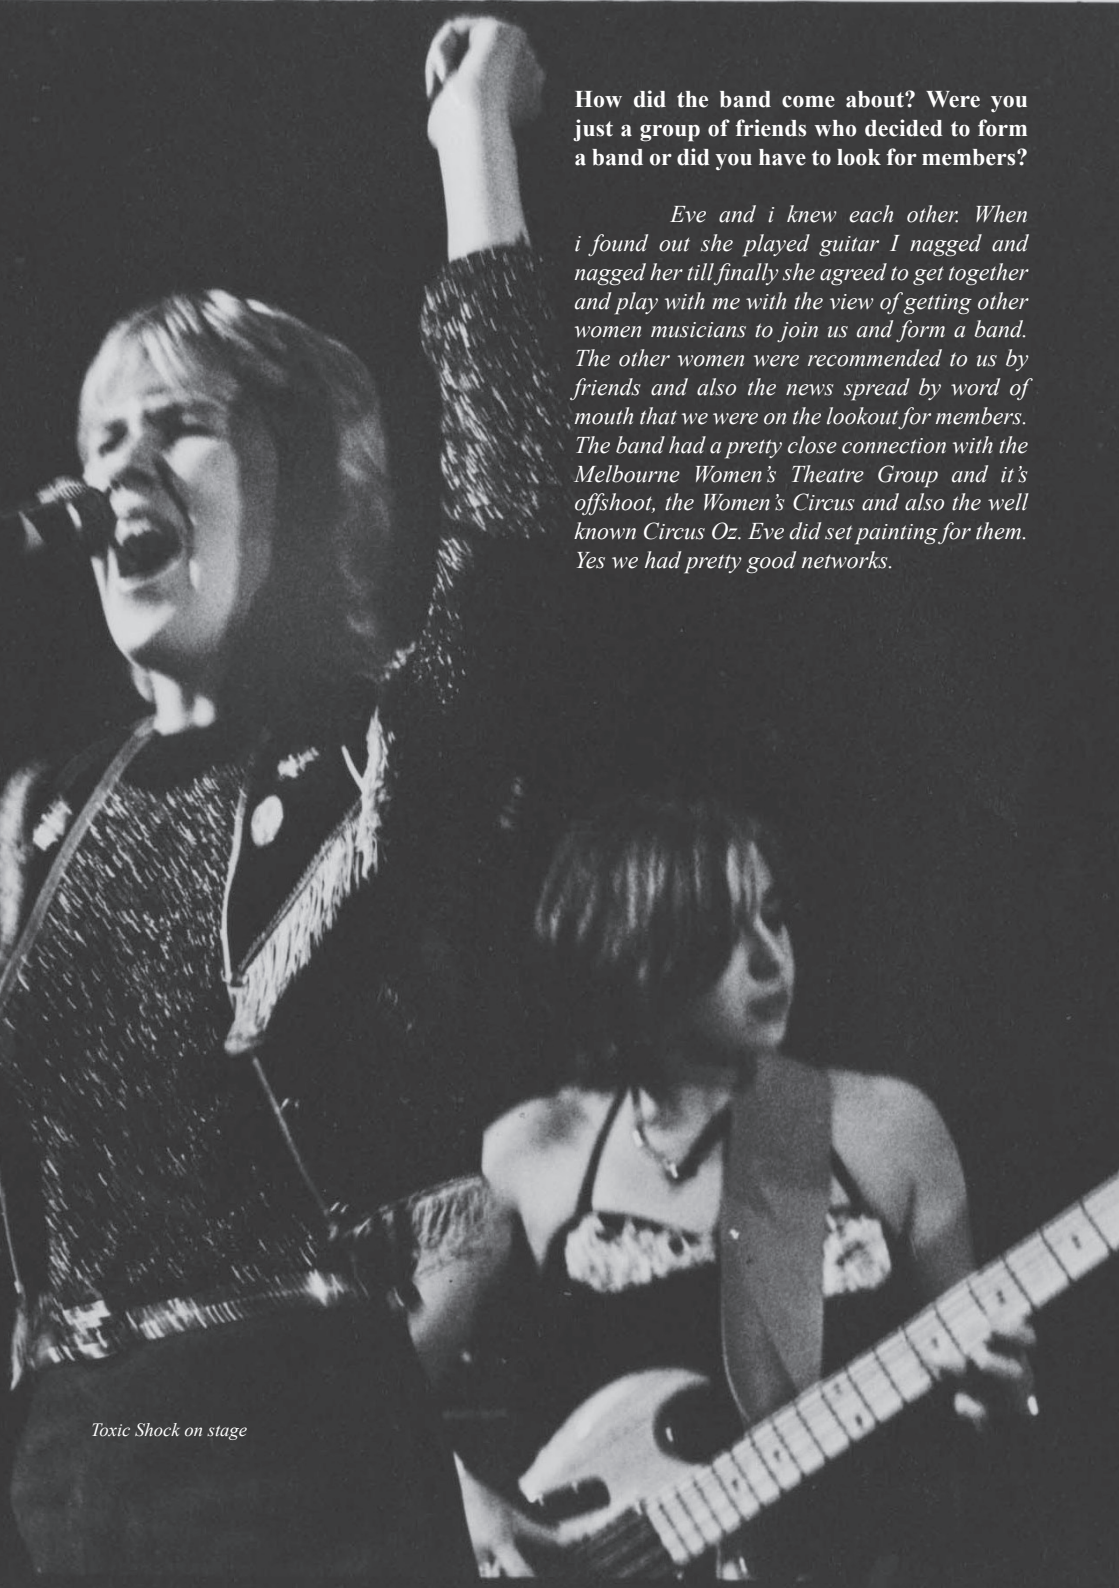 How did the band come about? Were you
just a group of friends who decided to form
a band or did you have to look for members?
Eve and i knew each other. When
i found out she played guitar I nagged and
nagged her till finally she agreed to get together
and play with me with the view of getting other
women musicians to join us and form a band.
The other women were recommended to us by
friends and also the news spread by word of
mouth that we were on the lookout for members.
The band had a pretty close connection with the
Melbourne Women's Theatre Group and it's
offshoot, the Women's Circus and also the well
known Circus Oz. Eve did set painting for them.
Yes we had pretty good networks.
Toxic Shock on stage